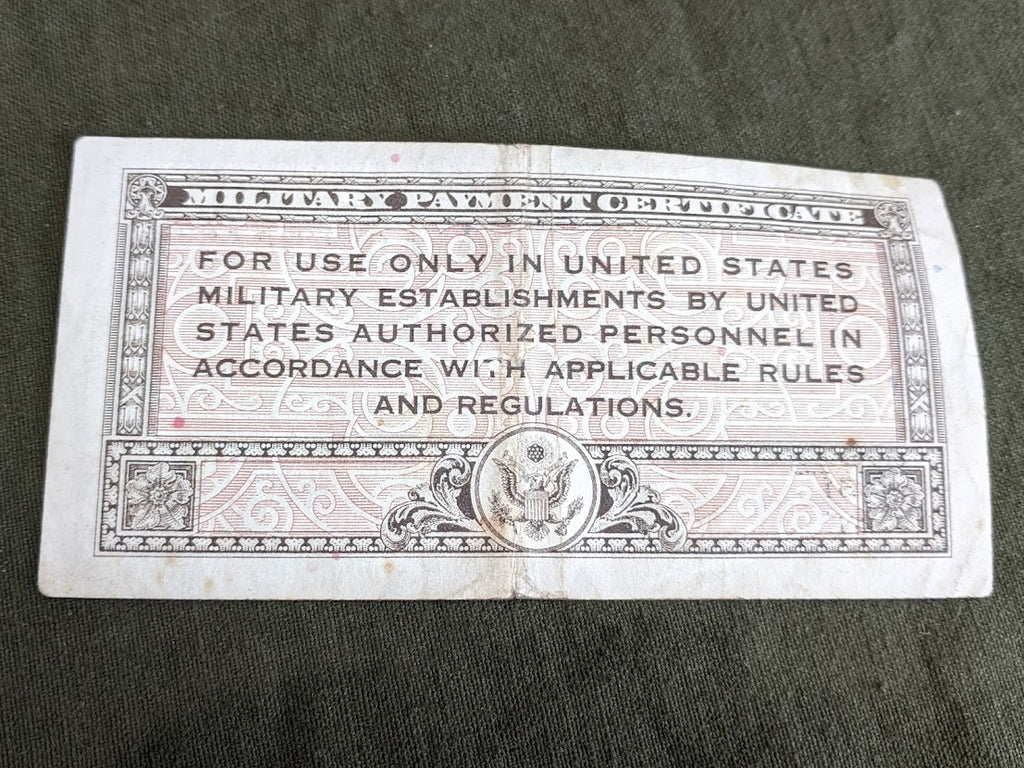 MILITARY PAYMENT CERTIFICATE
FOR USE ONLY IN UNITED STATES
MILITARY ESTABLISHMENTS BY UNITED
STATES AUTHORIZED PERSONNEL IN
ACCORDANCE WITH APPLICABLE RULES
AND REGULATIONS.